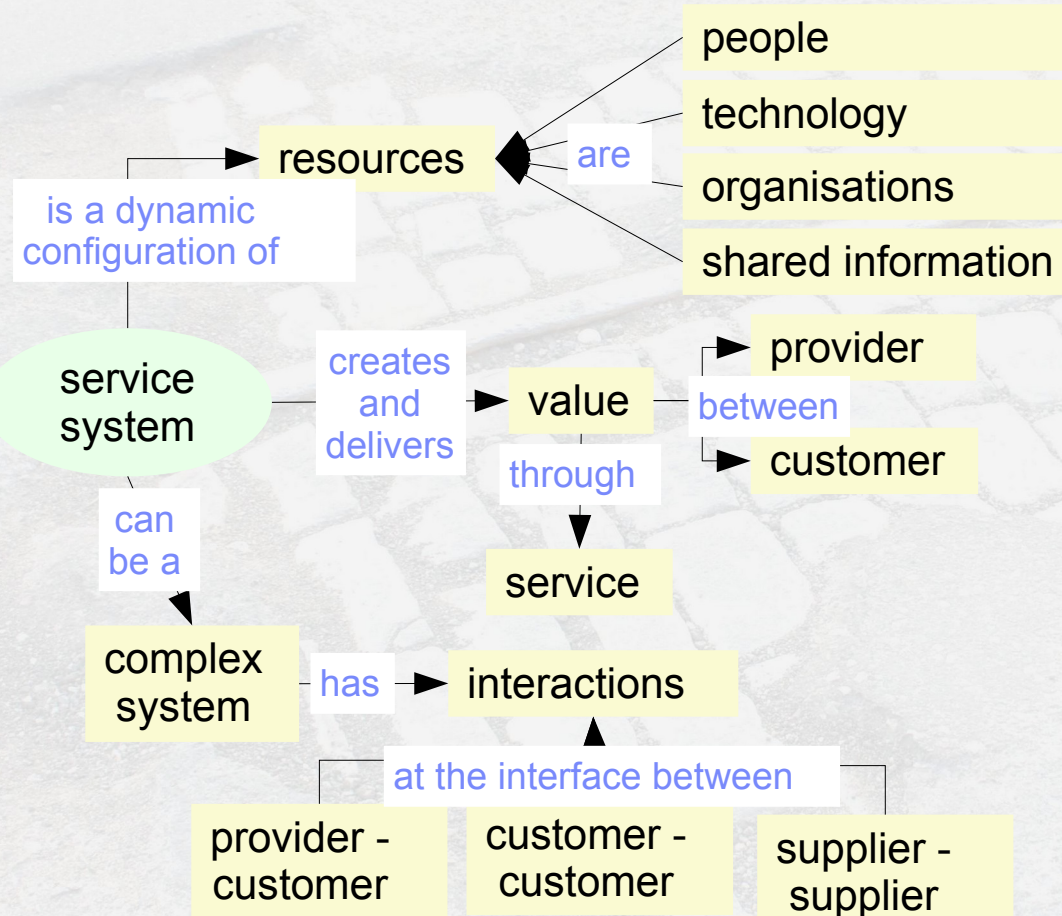 people
technology
resources
are
organisations
is a dynamic
configuration of
shared information
service
system
creates
and
delivers
value
between
provider
customer
through
service
can
be a
complex
system
has
interactions
at the interface between
provider -
customer
customer -
customer
supplier -
supplier